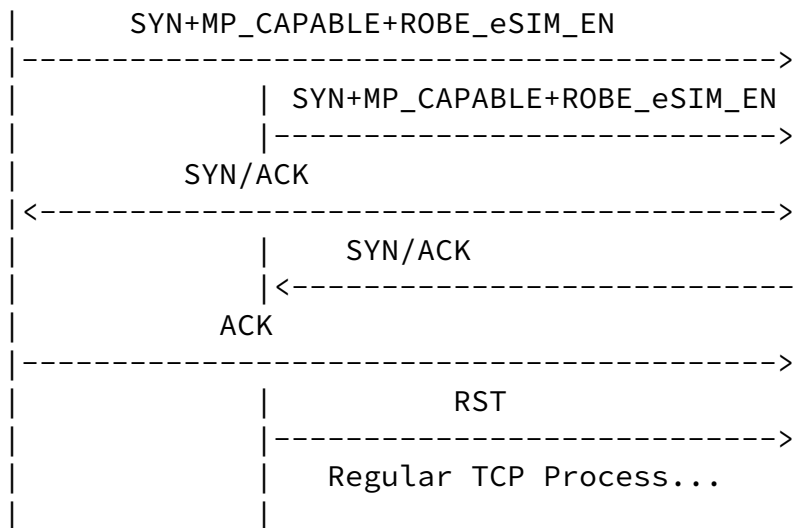 SYN+MP_CAPABLE+ROBE_eSIM_EN
SYN+MP_CAPABLE+ROBE_eSIM_EN
SYN/ACK
SYN/ACK
ACK
RST
Regular TCP Process...